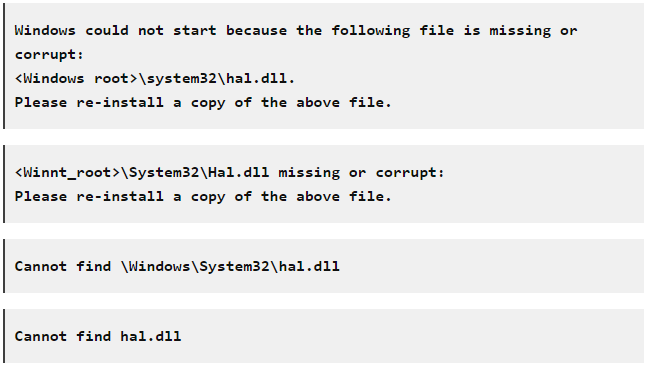 Windows could not start because the following file is missing or
corrupt:
<Windows root>\system32\hal.dll.
Please re-install a copy of the above file.
<Winnt_root>\System32\Hal.dll missing or corrupt:
Please re-install a copy of the above file.
Cannot find \Windows\System32\hal.dll
Cannot find hal.dll